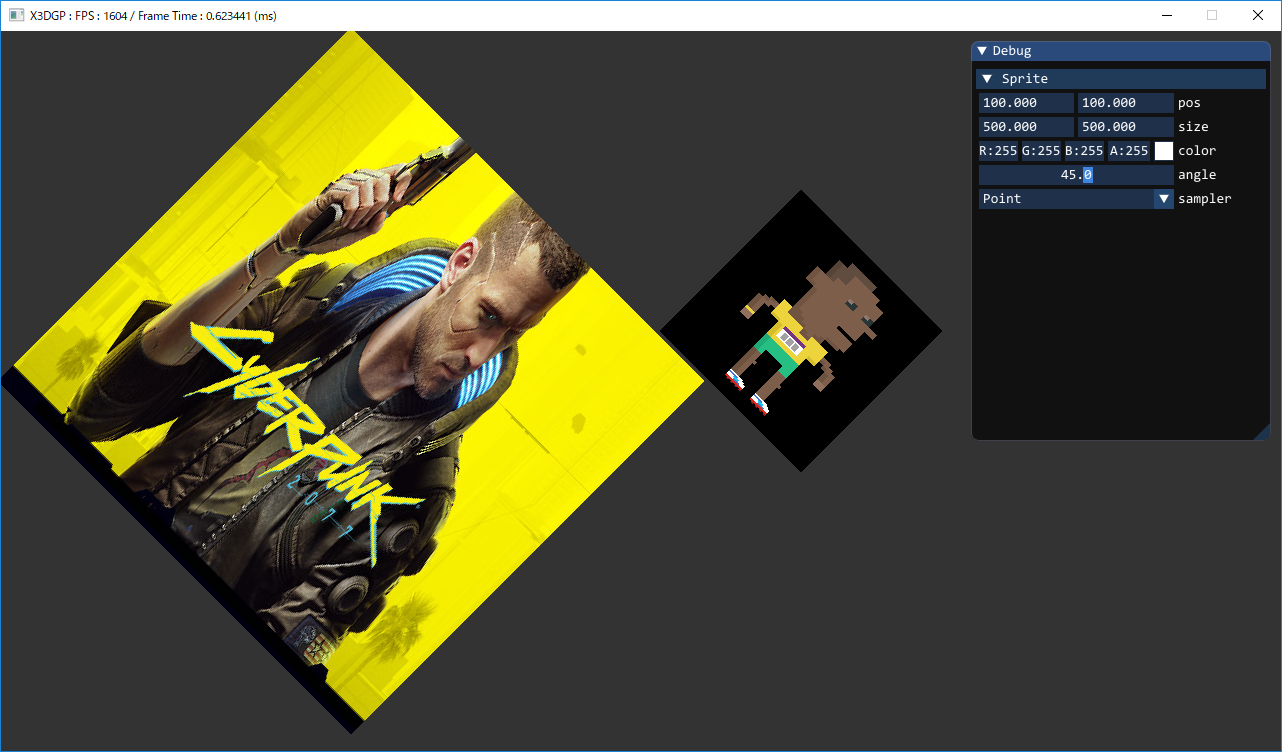 X3DGP : FPS : 1604 / Frame Time : 0.623441 (ms)
Debug
Sprite
100.000 100.000 pos
500.000 500.000 size
R:255 G:255 B:255 A:255 color
45.0 angle
Point sampler
CYBERPUNK
2077